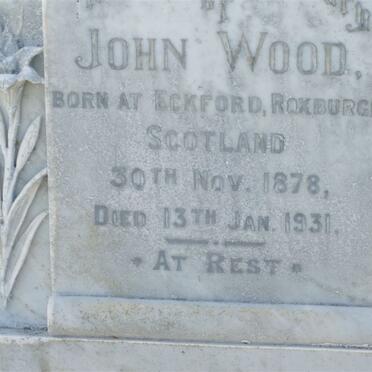 JOHN WOOD,
BORN AT ECKFORD, ROXBURGH
SCOTLAND
30TH NOV. 1878,
DIED 13TH JAN. 1931.
AT REST